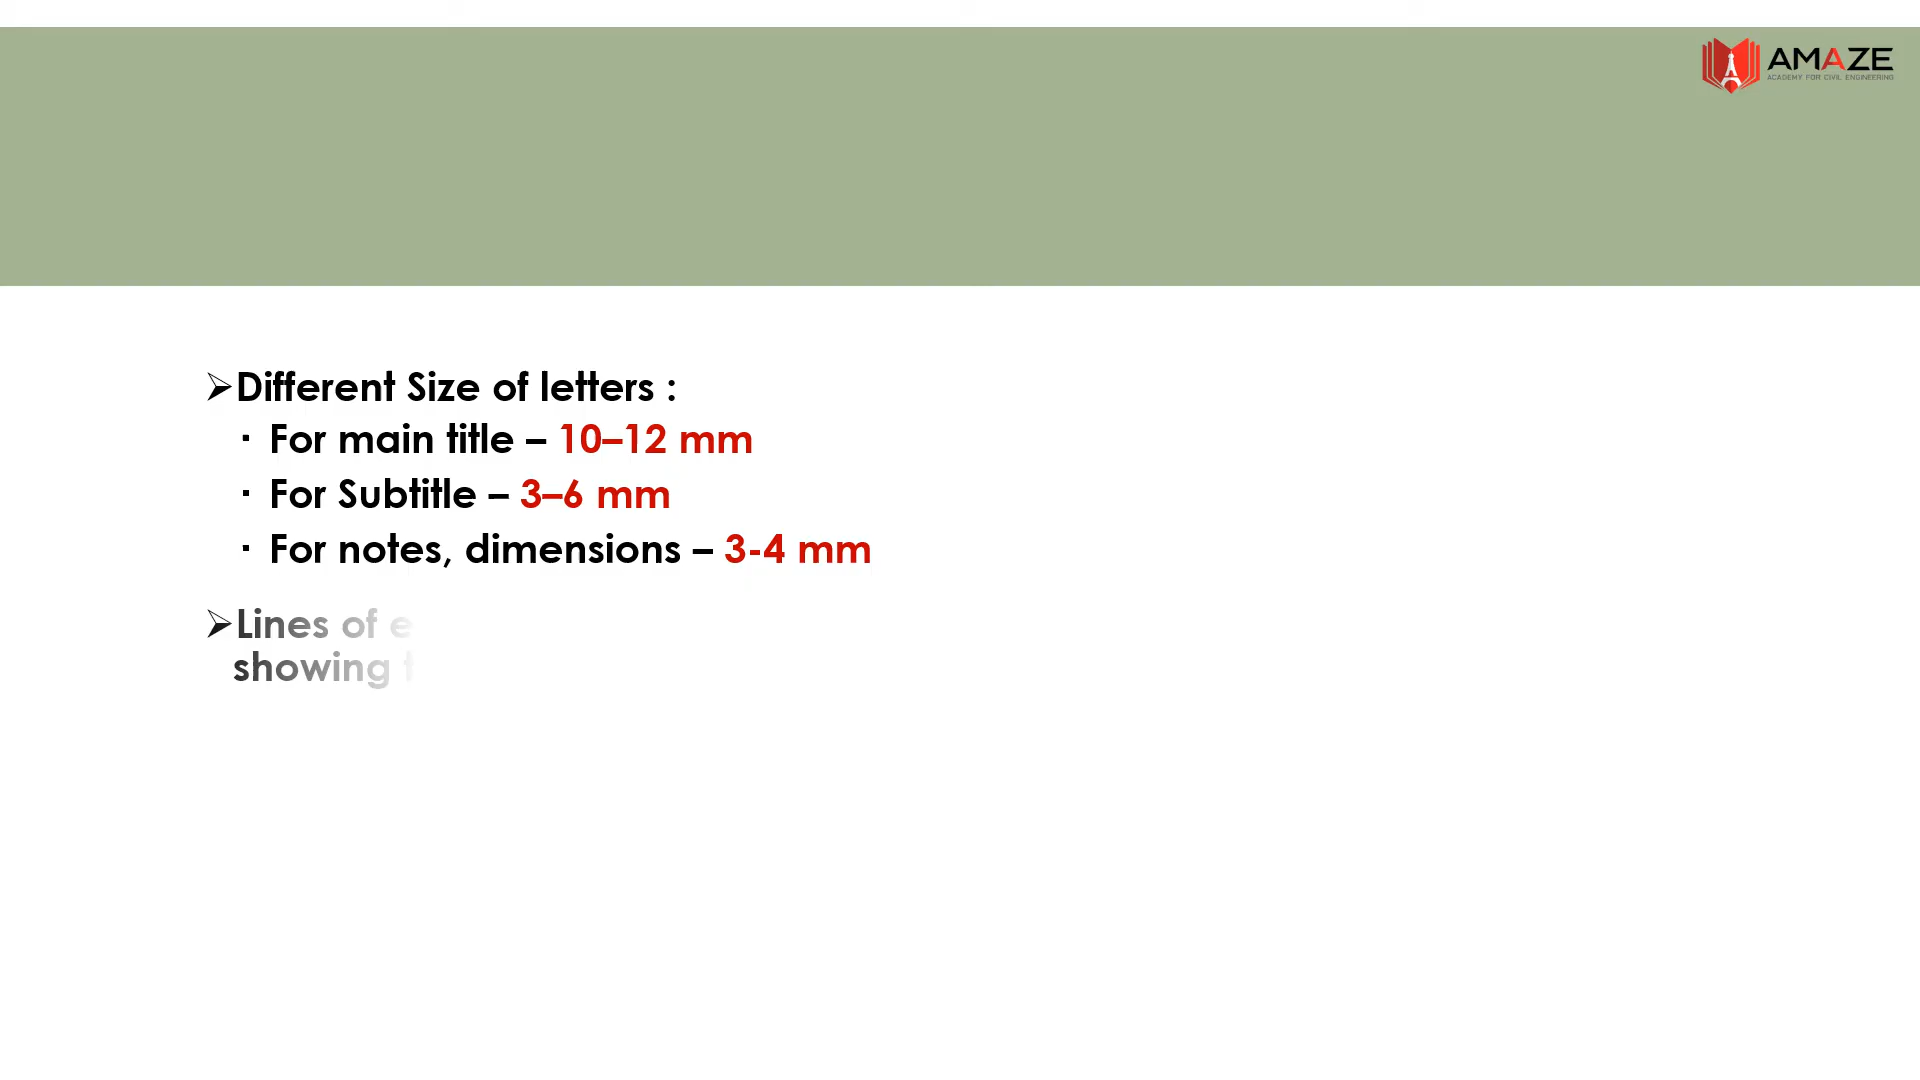 AMAZE
ACADEMY FOR CIVIL ENGINEERING
➢Different Size of letters :
▪ For main title – 10–12 mm
▪ For Subtitle – 3–6 mm
▪ For notes, dimensions – 3-4 mm
➢Lines of
showing